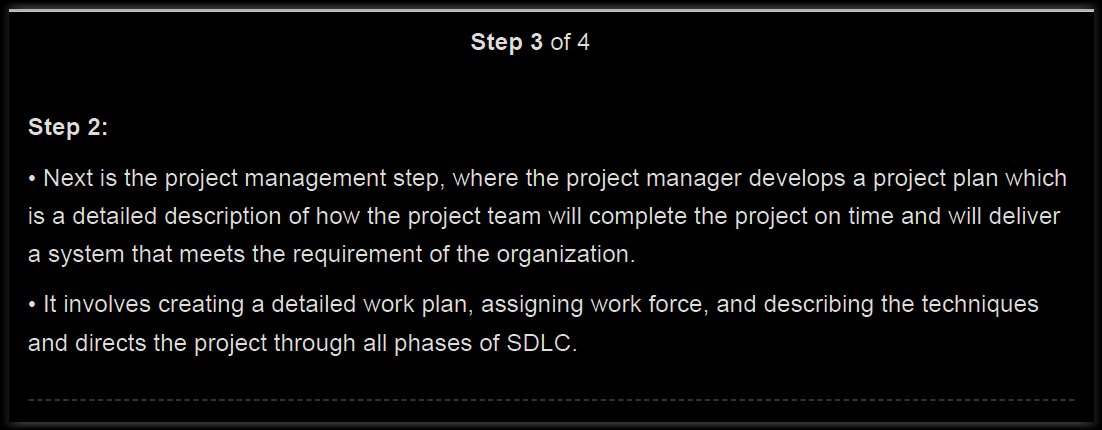 Step 3 of 4
Step 2:
• Next is the project management step, where the project manager develops a project plan which
is a detailed description of how the project team will complete the project on time and will deliver
a system that meets the requirement of the organization.
• It involves creating a detailed work plan, assigning work force, and describing the techniques
and directs the project through all phases of SDLC.